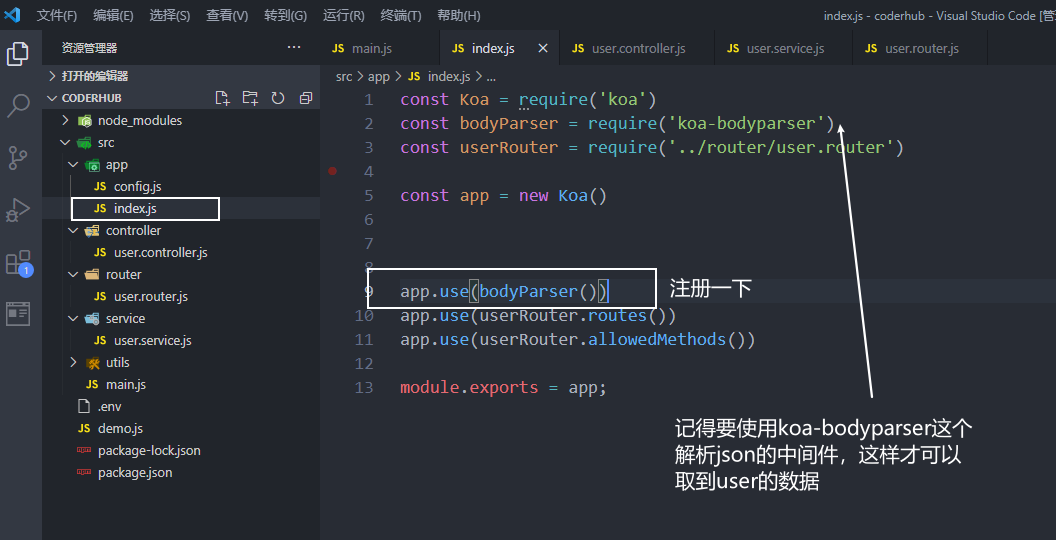 文件(F) 编辑(E) 选择(S) 查看(V) 转到(G) 运行(R) 终端(T) 帮助(H) index.js - coderhub - Visual Studio Code [管
资源管理器 ...
JS main.js JS index.js × JS user.controller.js JS user.service.js JS user.router.js
打开的编辑器
src > app > JS index.js > ...
CODERHUB
node_modules
src
app
JS config.js
JS index.js
controller
JS user.controller.js
router
JS user.router.js
service
JS user.service.js
utils
JS main.js
.env
JS demo.js
package-lock.json
package.json
1
1 const Koa = require('koa')
2 const bodyParser = require('koa-bodyparser')
3 const userRouter = require('../router/user.router')
4
5 const app = new Koa()
6
7
8
9 app.use(bodyParser())
注册一下
10 app.use(userRouter.routes())
11 app.use(userRouter.allowedMethods())
12
13 module.exports = app;
记得要使用koa-bodyparser这个
解析json的中间件，这样才可以
取到user的数据